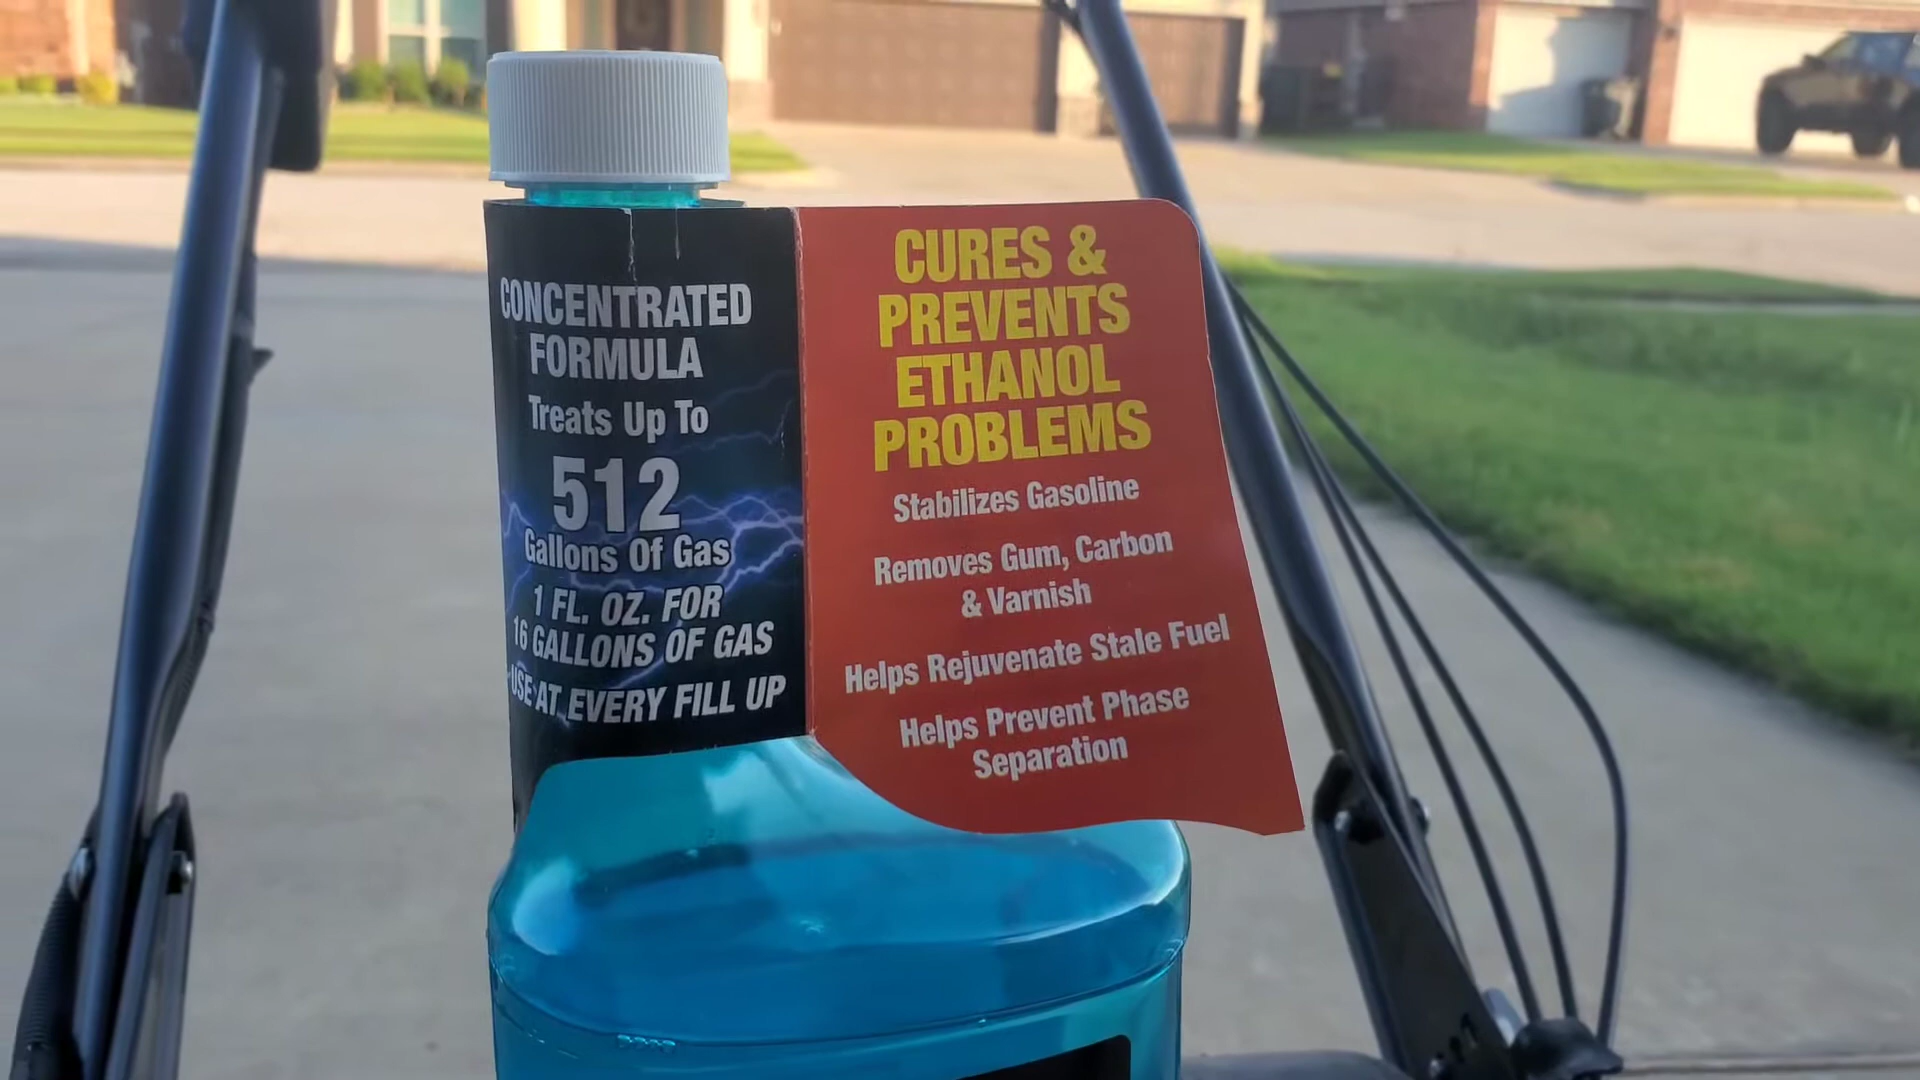 CONCENTRATED
FORMULA
Treats Up To
512
Gallons Of Gas
1 FL. OZ. FOR
16 GALLONS OF GAS
USE AT EVERY FILL UP
CURES &
PREVENTS
ETHANOL
PROBLEMS
Stabilizes Gasoline
Removes Gum, Carbon
& Varnish
Helps Rejuvenate Stale Fuel
Helps Prevent Phase
Separation